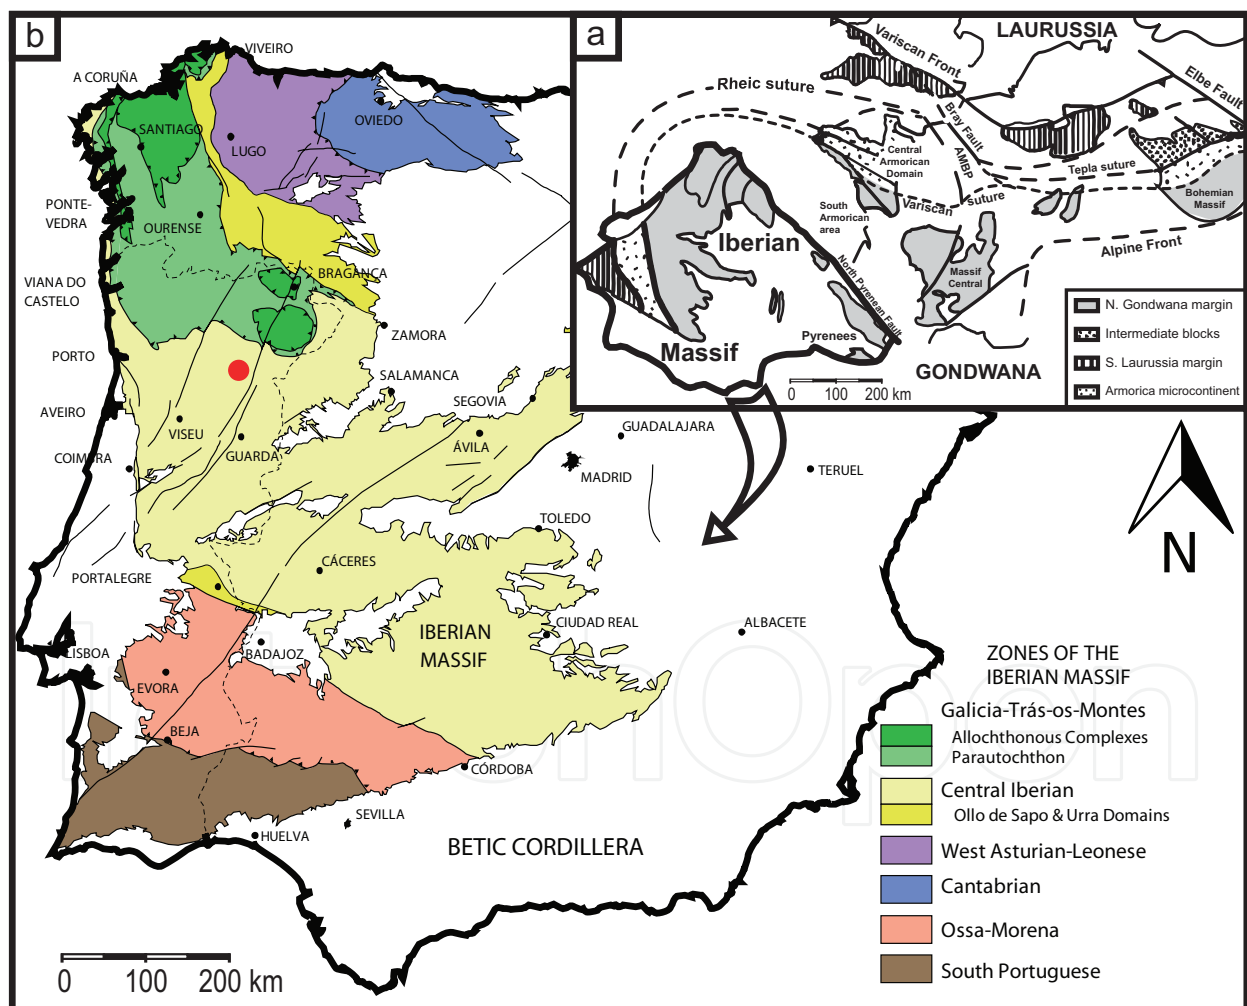 b
VIVEIRO
A CORUÑA
SANTIAGO
LUGO
OVIEDO
PONTE-
VEDRA
OURENSE
BRAGANÇA
VIANA DO
CASTELO
ZAMORA
PORTO
SALAMANCA
SEGOVIA
AVEIRO
VISEU
GUARDA
ÁVILA
GUADALAJARA
COIMBRA
MADRID
TERUEL
TOLEDO
CÁCERES
PORTALEGRE
CIUDAD REAL
ALBACETE
IBERIAN
MASSIF
LISBOA
BADAJOZ
EVORA
BEJA
CÓRDOBA
SEVILLA
HUELVA
BETIC CORDILLERA
0 100 200 km
a
LAURUSSIA
Variscan Front
Elbe Fault
Rheic suture
Bray Fault
AMBP
Central
Armorican
Domain
Tepla suture
South
Armorican
area
Variscan suture
Bohemian
Massif
Alpine Front
Iberian
Massif
North Pyrenean Fault
Massif
Central
Pyrenees
GONDWANA
0 100 200 km
N. Gondwana margin
Intermediate blocks
S. Laurussia margin
Armorica microcontinent
N
ZONES OF THE
IBERIAN MASSIF
Galicia-Trás-os-Montes
Allochthonous Complexes
Parautochthon
Central Iberian
Ollo de Sapo & Urra Domains
West Asturian-Leonese
Cantabrian
Ossa-Morena
South Portuguese
IntechOpen